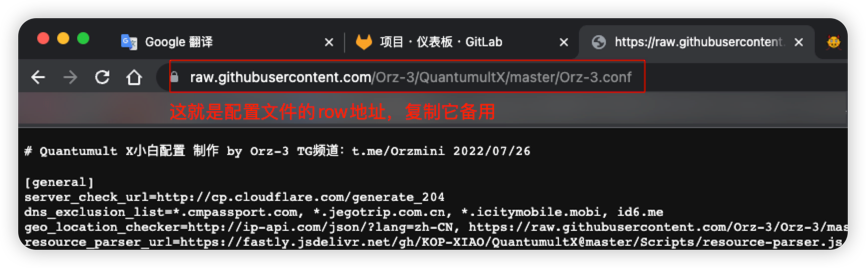 Google 翻译
项目 · 仪表板 · GitLab
https://raw.githubusercontent.
raw.githubusercontent.com/Orz-3/QuantumultX/master/Orz-3.conf
这就是配置文件的row地址，复制它备用
# Quantumult X小白配置 制作 by Orz-3 TG频道：t.me/Orzmini 2022/07/26
[general]
server_check_url=http://cp.cloudflare.com/generate_204
dns_exclusion_list=*.cmpassport.com, *.jegotrip.com.cn, *.icitymobile.mobi, id6.me
geo_location_checker=http://ip-api.com/json/?lang=zh-CN, https://raw.githubusercontent.com/Orz-3/Orz-3/mas
resource_parser_url=https://fastly.jsdelivr.net/gh/KOP-XIAO/QuantumultX@master/Scripts/resource-parser.js